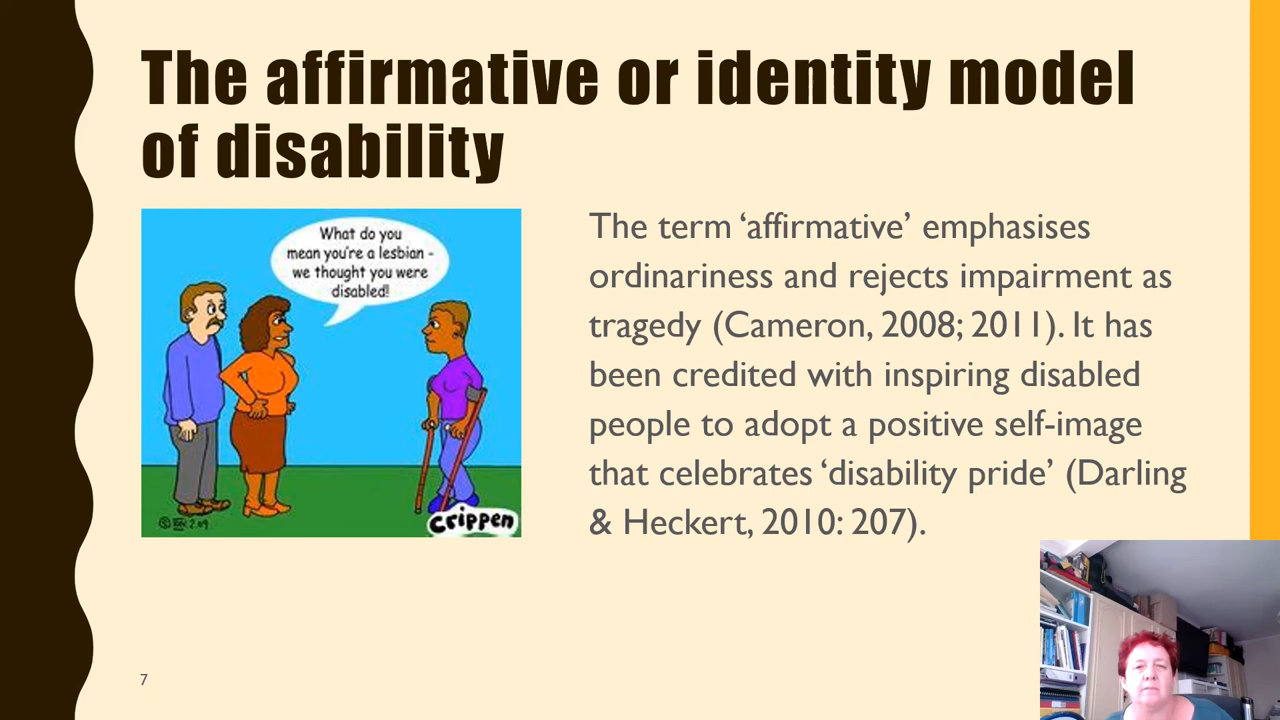 The affirmative or identity model
of disability
What do you
mean you're a lesbian -
we thought you were
disabled!
crippen
The term ‘affirmative’ emphasises
ordinariness and rejects impairment as
tragedy (Cameron, 2008; 2011). It has
been credited with inspiring disabled
people to adopt a positive self-image
that celebrates ‘disability pride’ (Darling
& Heckert, 2010: 207).
7